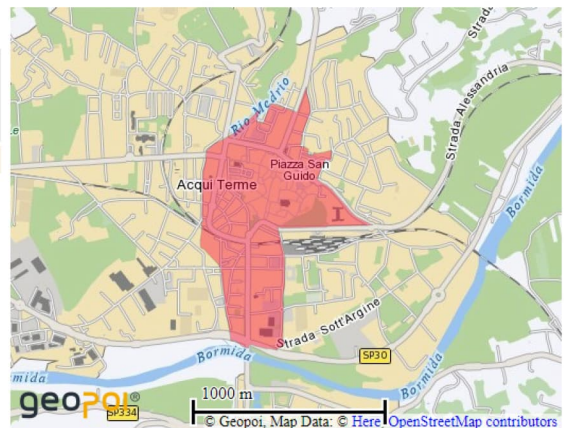 Strada
Rio Medrio
Strada Alessandria
Piazza San
Guido
Acqui Terme
Bormida
Strada Sott'Argine
SP30
Bormida
Bormida
Bormida
1000 m
geopoi®
SP334
© Geopoi, Map Data: © Here, OpenStreetMap contributors